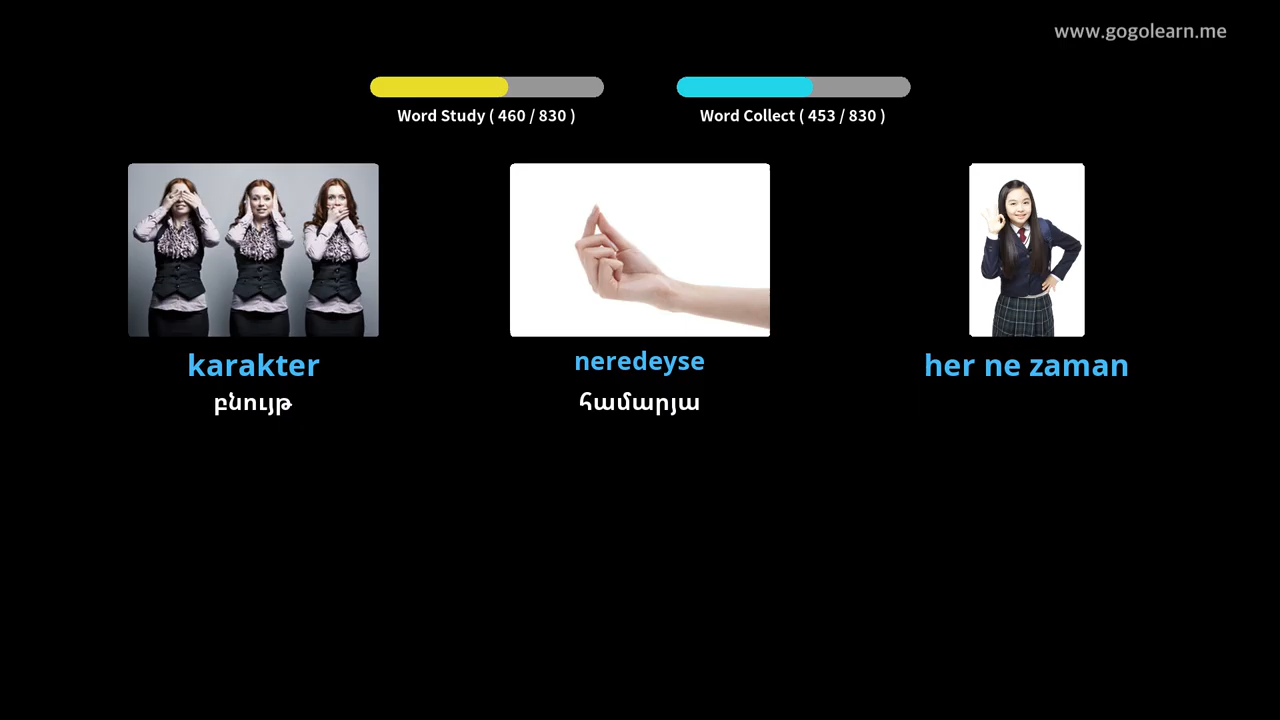 www.gogolearn.me
Word Study ( 460 / 830 )
Word Collect ( 453 / 830 )
karakter
բնույթ
neredeyse
համարյա
her ne zaman